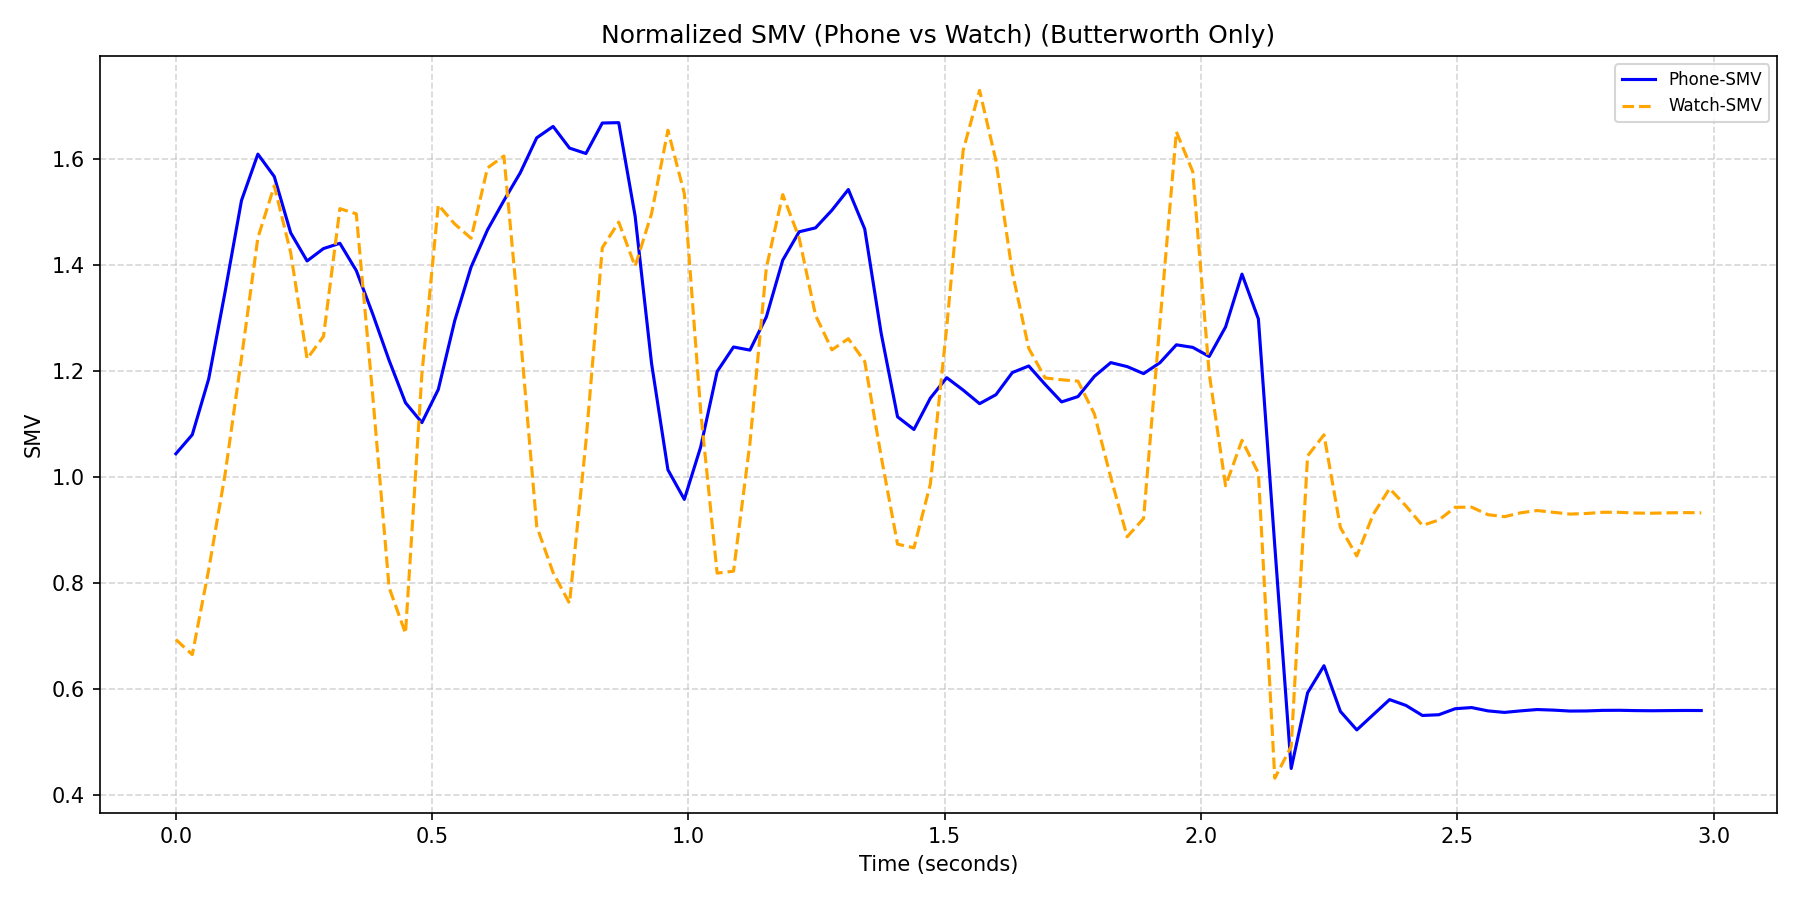 Normalized SMV (Phone vs Watch) (Butterworth Only)
Phone-SMV
Watch-SMV
SMV
1.6
1.4
1.2
1.0
0.8
0.6
0.4
0.0
0.5
1.0
1.5
2.0
2.5
3.0
Time (seconds)